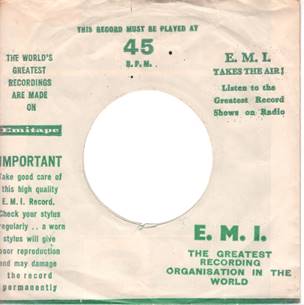 THIS RECORD MUST BE PLAYED AT
45
R.P.M.
THE WORLD'S
GREATEST
RECORDINGS
ARE MADE
ON
Emitape
E. M. I.
TAKES THE AIR!
Listen to the
Greatest Record
Shows on Radio
IMPORTANT
Take good care of
this high quality
E. M. I. Record.
Check your stylus
regularly .. a worn
stylus will give
poor reproduction
and may damage
the record
permanently
E. M. I.
THE GREATEST
RECORDING
ORGANISATION IN THE
WORLD